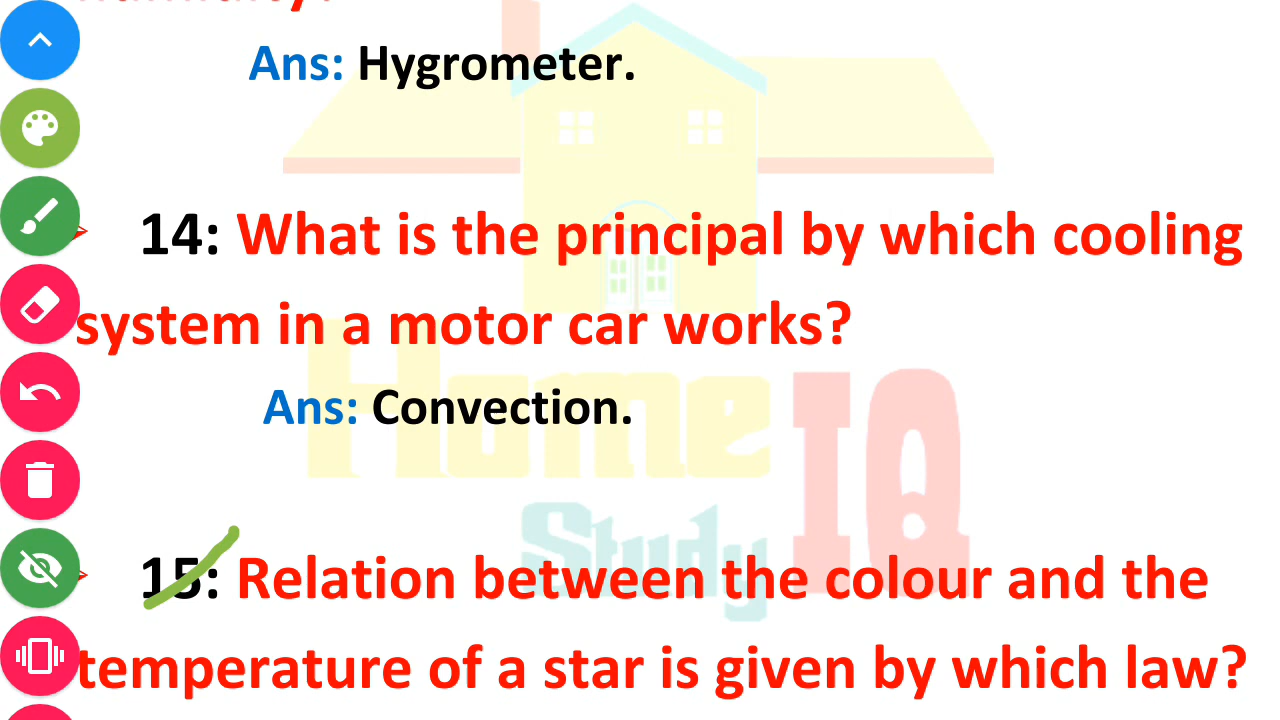 Ans: Hygrometer.
14: What is the principal by which cooling
system in a motor car works?
Ans: Convection.
Home
IQ
Study
15: Relation between the colour and the
temperature of a star is given by which law?